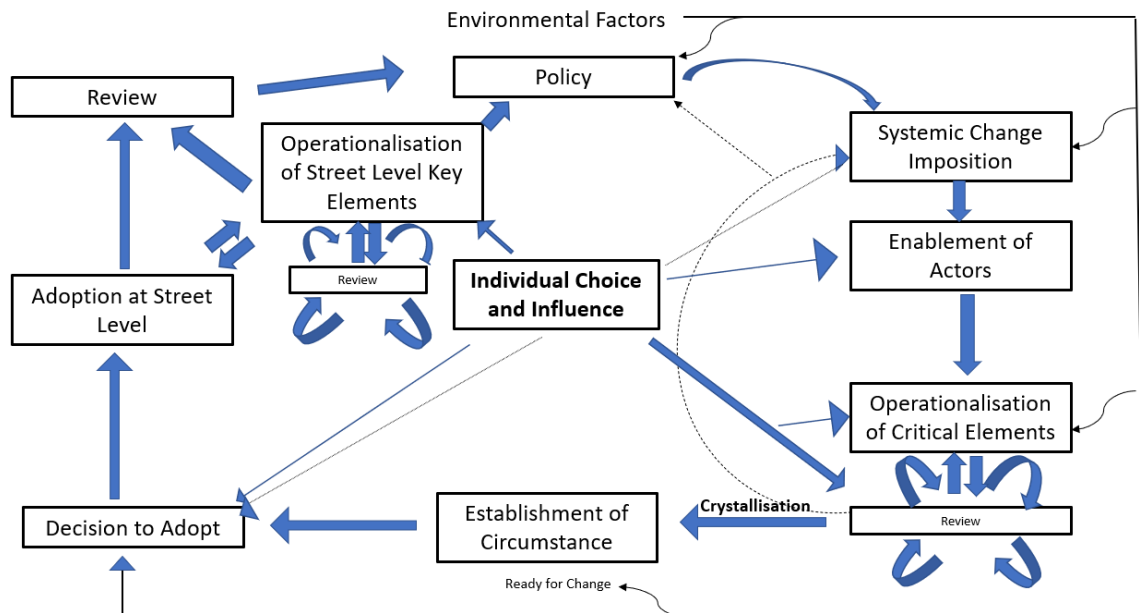 Environmental Factors
Policy
Review
Operationalisation
of Street Level Key
Elements
Systemic Change
Imposition
Review
Enablement of
Actors
Individual Choice
and Influence
Adoption at Street
Level
Operationalisation
of Critical Elements
Review
Crystallisation
Establishment of
Circumstance
Decision to Adopt
Ready for Change